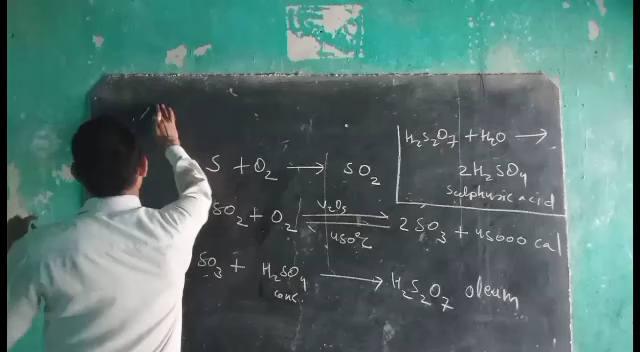 S + O₂ ⟶ SO₂
SO₂ + O₂ V₂O₅ ⇌ 450°C 2SO₃ + 45000 cal
SO₃ + H₂SO₄ conc. ⟶ H₂S₂O₇ oleum
H₂S₂O₇ + H₂O ⟶
2H₂SO₄
Sulphuric acid